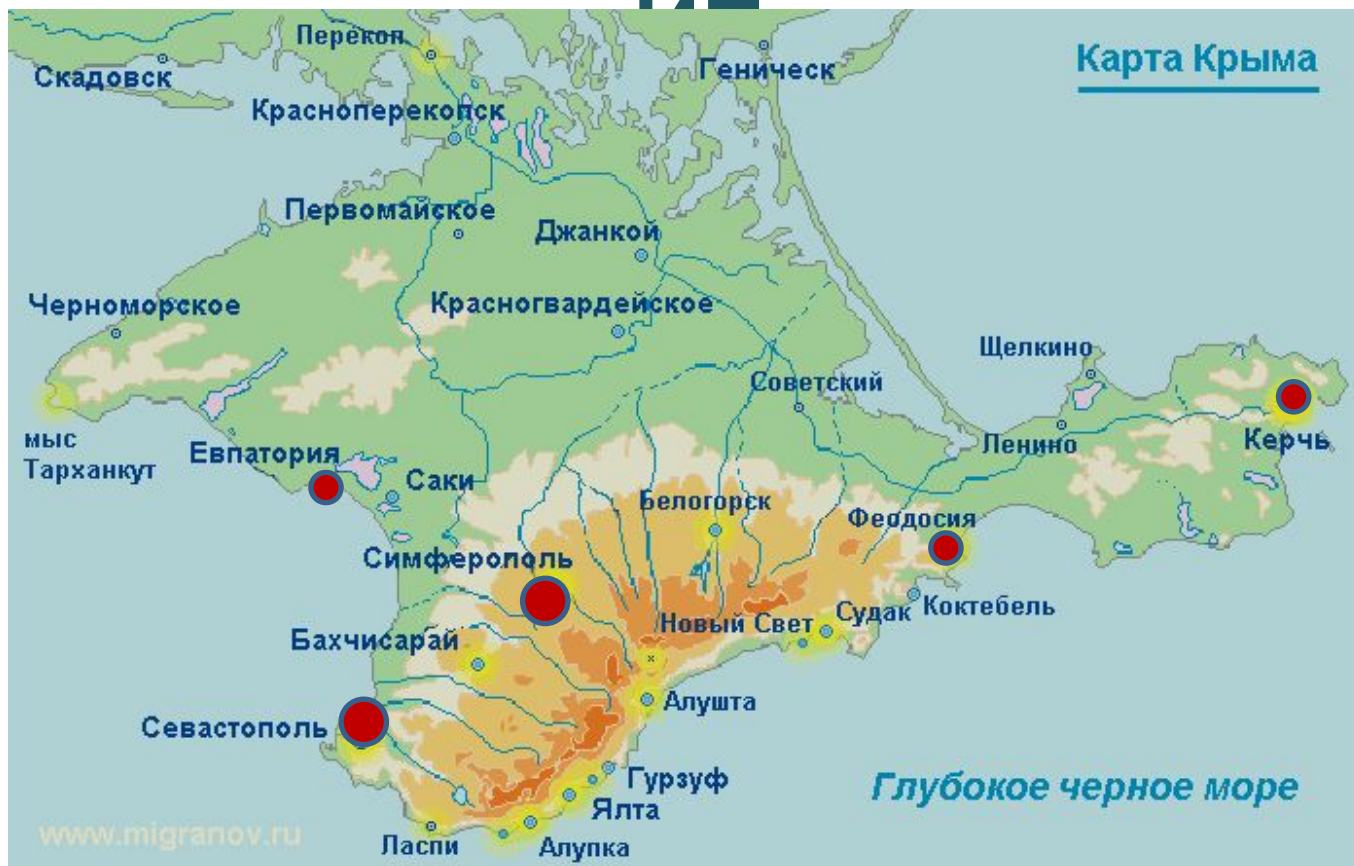 Перекоп
Карта Крыма
Скадовск
Геническ
Красноперекопск
Первомайское
Джанкой
Черноморское
Красногвардейское
Щелкино
Советский
мыс
Тарханкут
Евпатория
Ленино
Керчь
Саки
Белогорск
Феодосия
Симферополь
Новый Свет
Судак
Коктебель
Бахчисарай
Алушта
Севастополь
Гурзуф
Глубокое черное море
Ялта
www.migranov.ru
Ласпи
Алупка